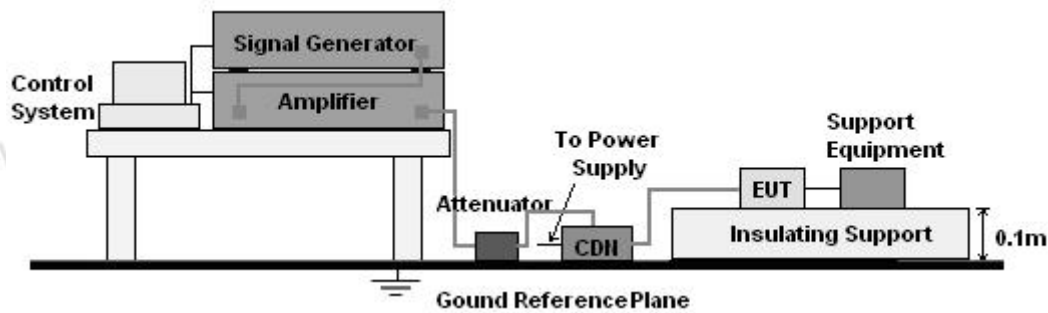 Signal Generator
Control
System
Amplifier
To Power
Supply
Support
Equipment
Attenuator
EUT
CDN
Insulating Support
0.1m
Gound Reference Plane